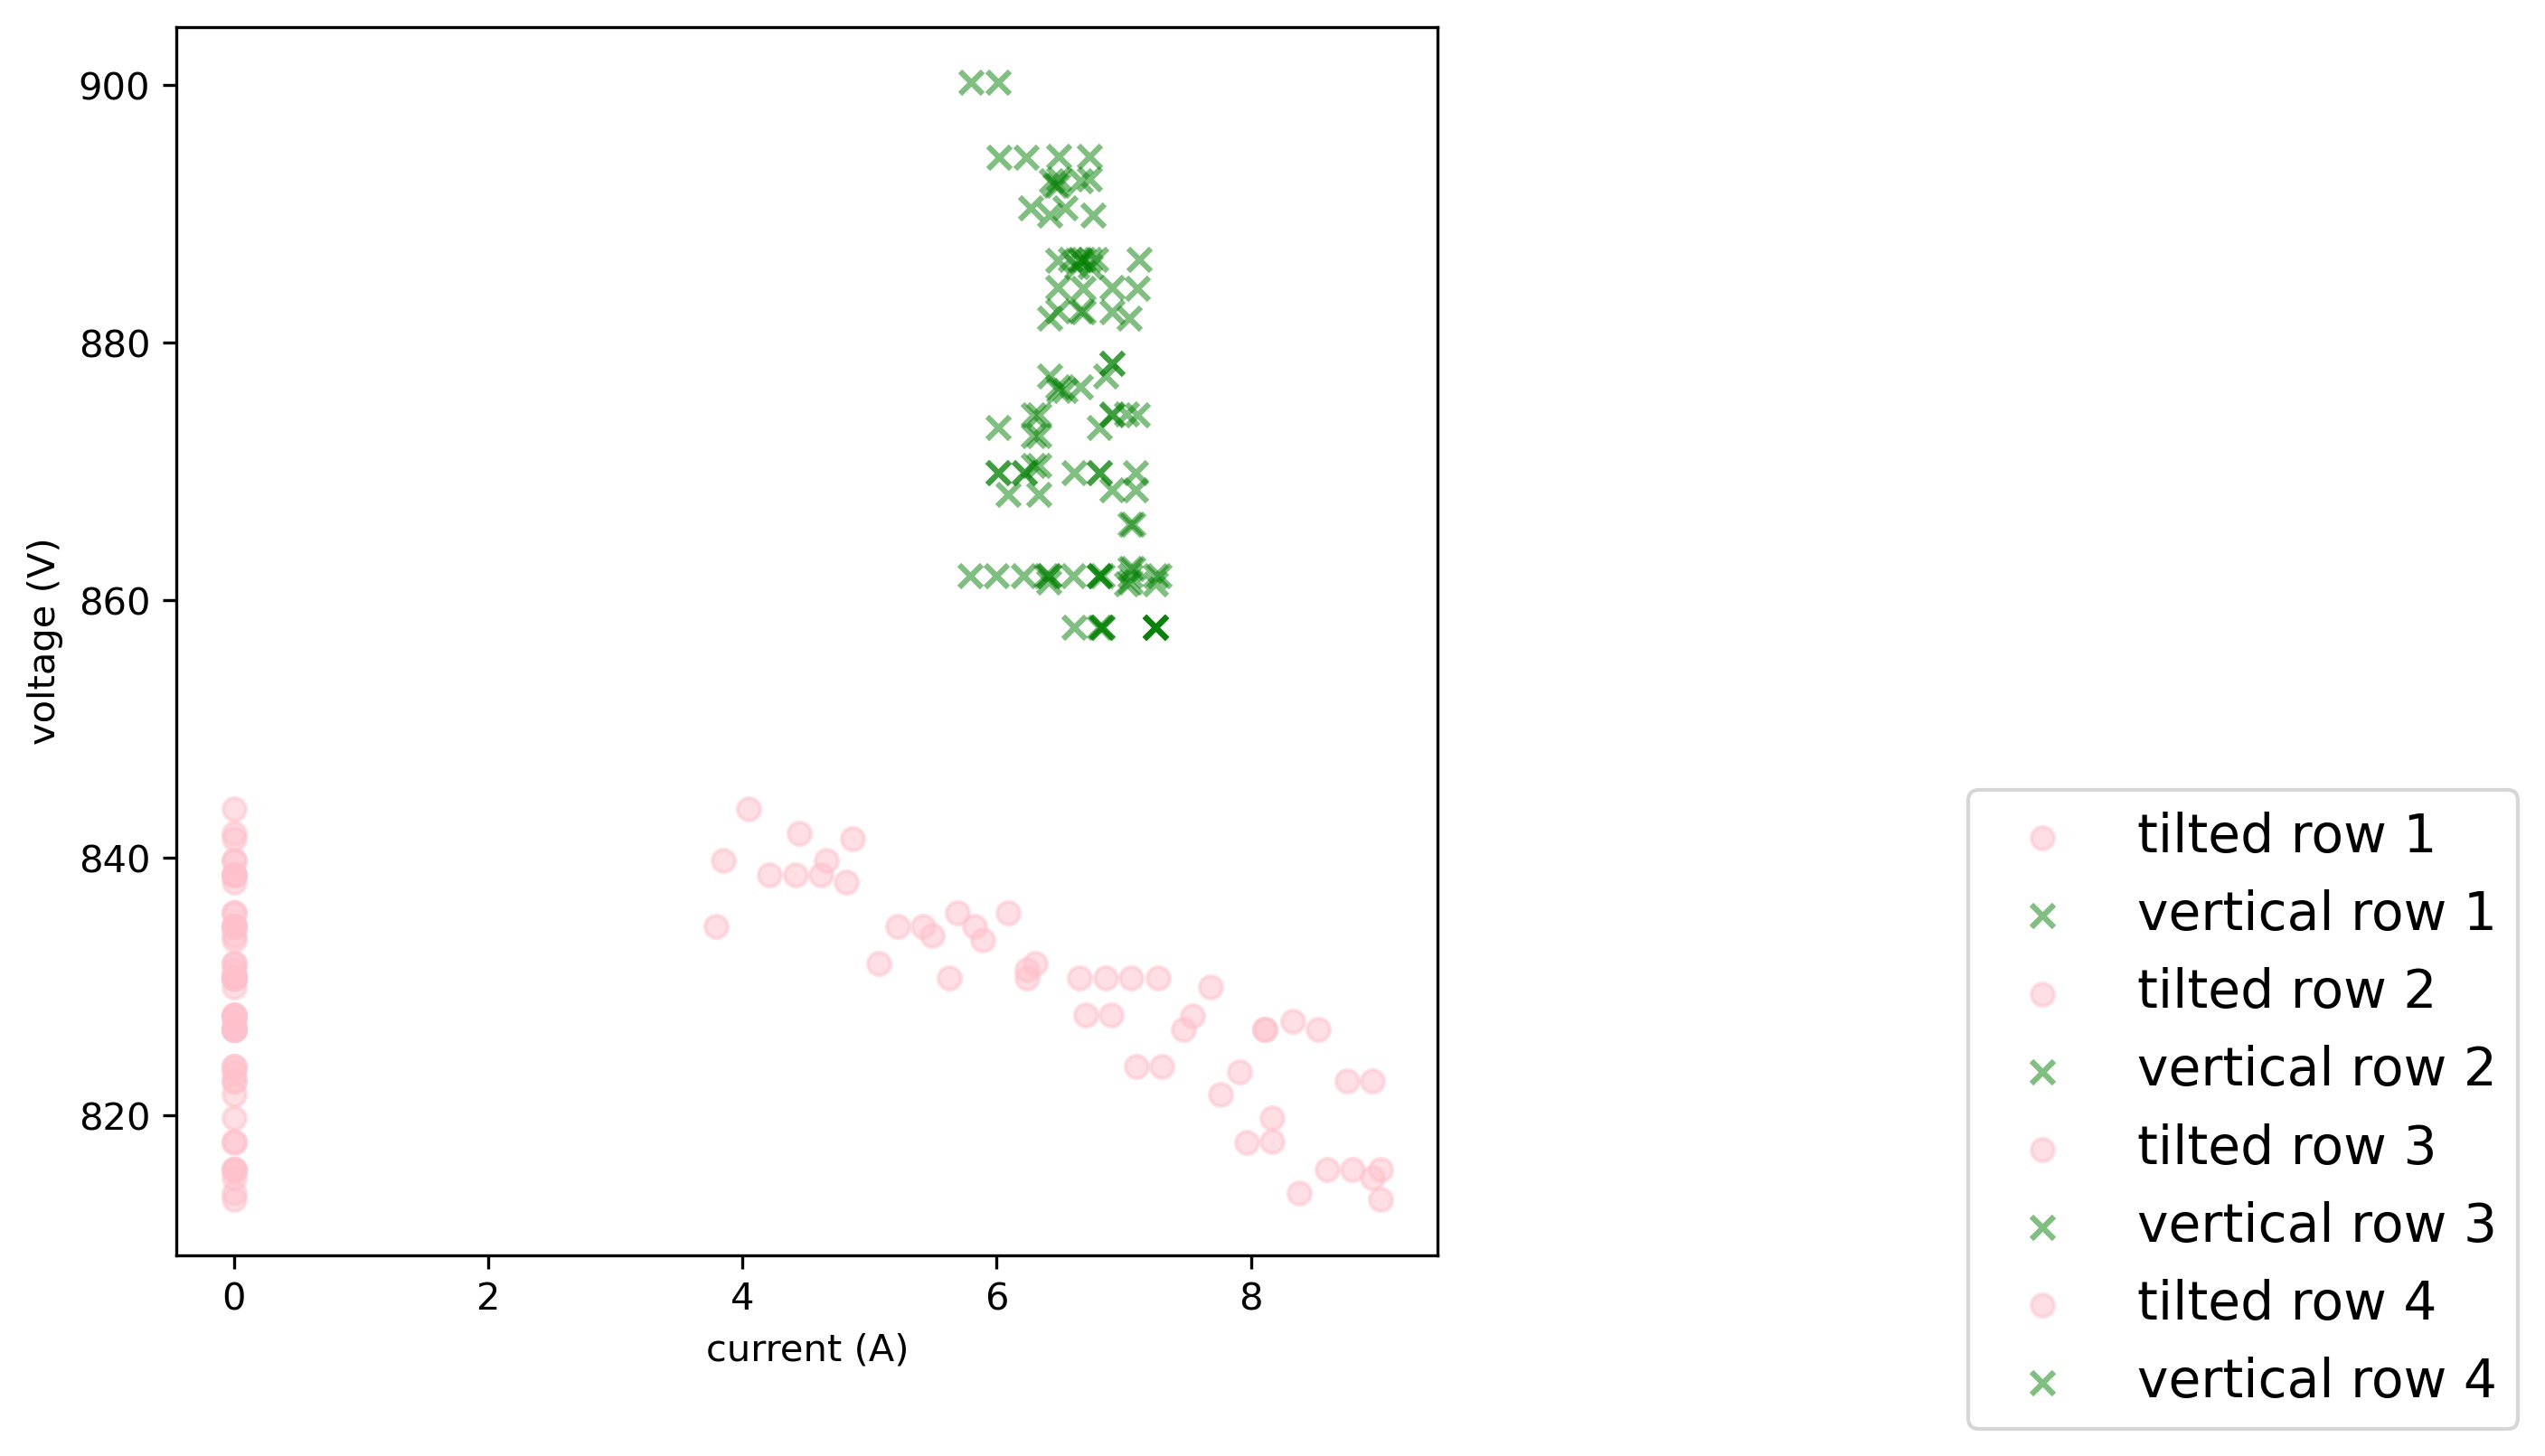 900
880
860
840
820
voltage (V)
0 2 4 6 8
current (A)
tilted row 1
vertical row 1
tilted row 2
vertical row 2
tilted row 3
vertical row 3
tilted row 4
vertical row 4